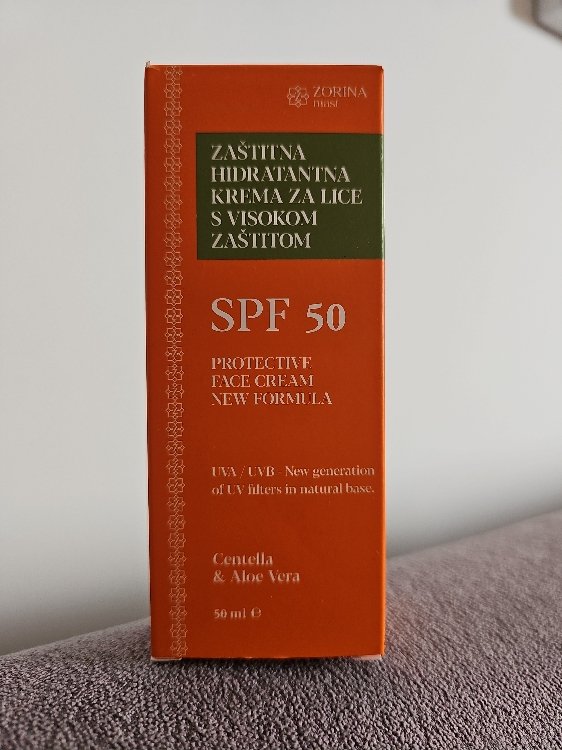 ZORINA
mast
ZAŠTITNA
HIDRATANTNA
KREMA ZA LICE
S VISOKOM
ZAŠTITOM
SPF 50
PROTECTIVE
FACE CREAM
NEW FORMULA
UVA / UVB - New generation
of UV filters in natural base.
Centella
& Aloe Vera
50 ml ℮